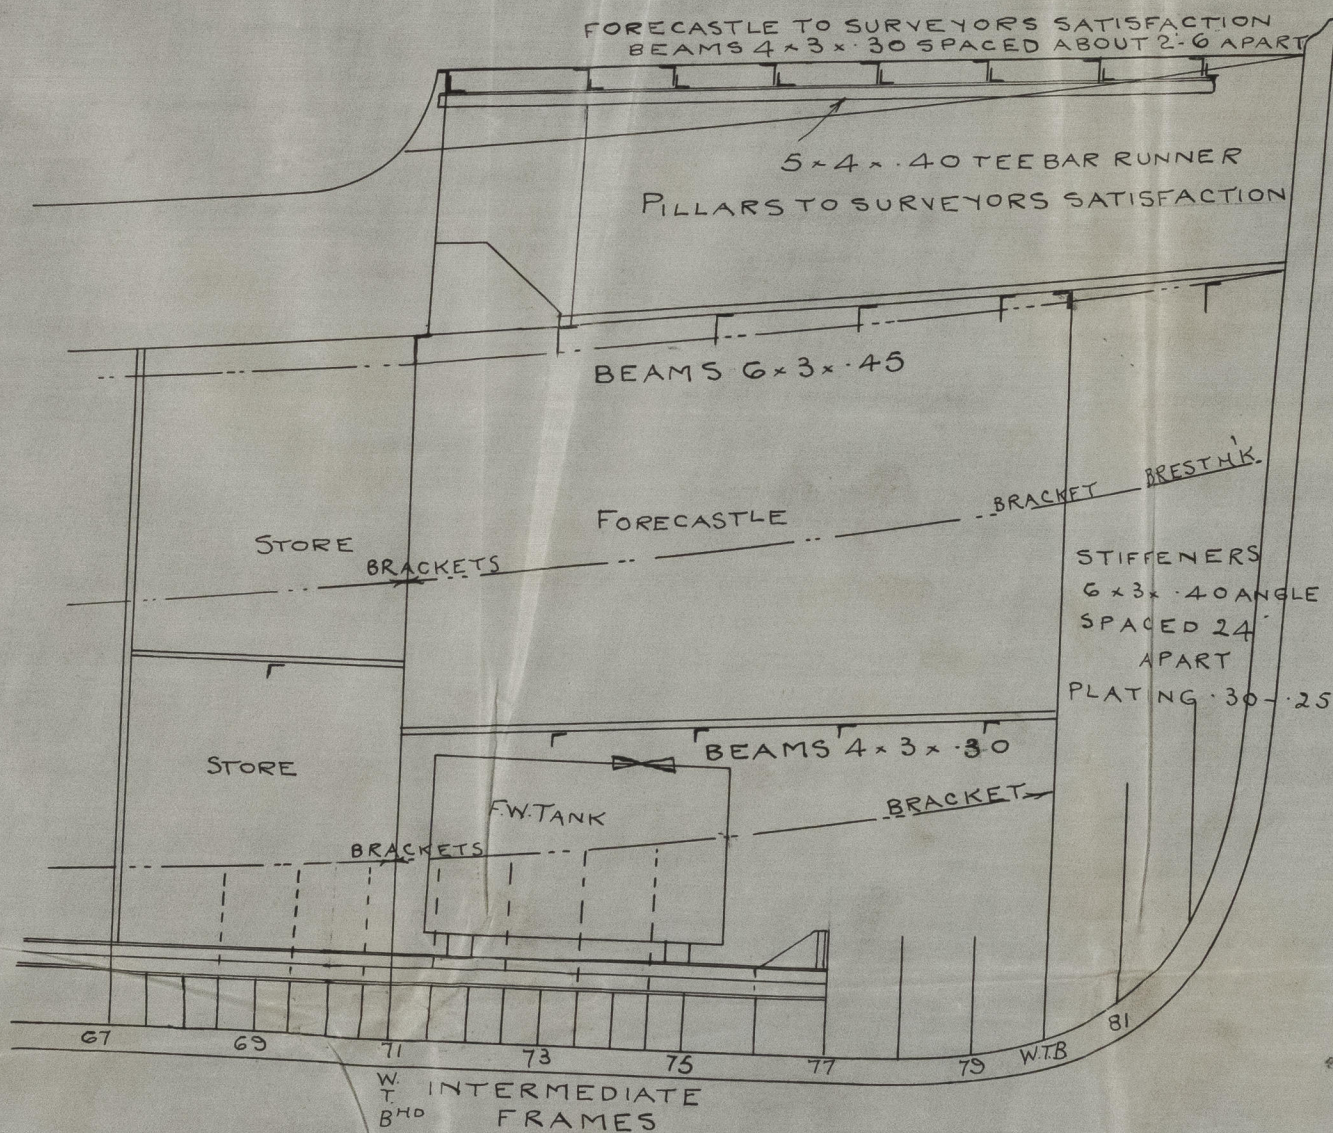 FORECASTLE TO SURVEYORS SATISFACTION
BEAMS 4 × 3 × ·30 SPACED ABOUT 2'-6 APART
5 × 4 × ·40 TEE BAR RUNNER
PILLARS TO SURVEYORS SATISFACTION
BEAMS 6 × 3 × ·45
BREST H'K.
BRACKET
FORECASTLE
STORE
BRACKETS
STIFFENERS
6 × 3 × ·40 ANGLE
SPACED 24"
APART
PLATING ·30 - ·25
BEAMS 4 × 3 × ·30
STORE
F.W. TANK
BRACKET
BRACKETS
67 69 71 73 75 77 79 W.T.B 81
W.
T.
BHD
INTERMEDIATE
FRAMES